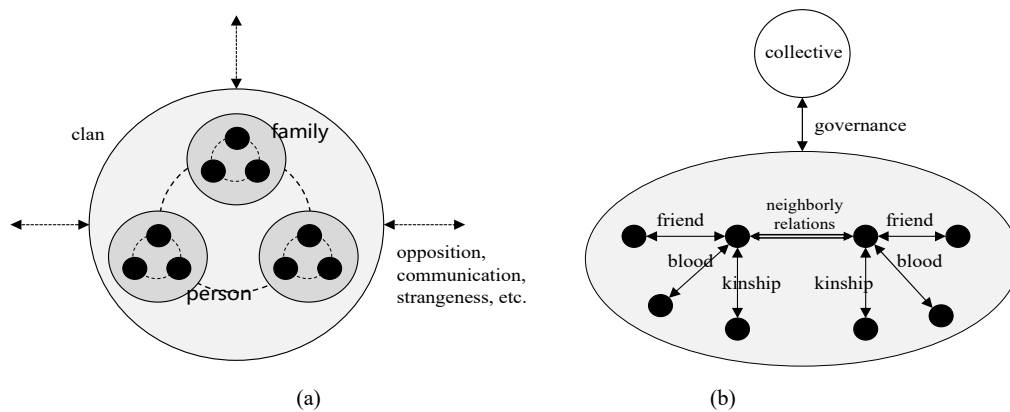 clan
family
person
opposition,
communication,
strangeness, etc.
(a)
collective
governance
neighborly
relations
friend
friend
blood
blood
kinship
kinship
(b)